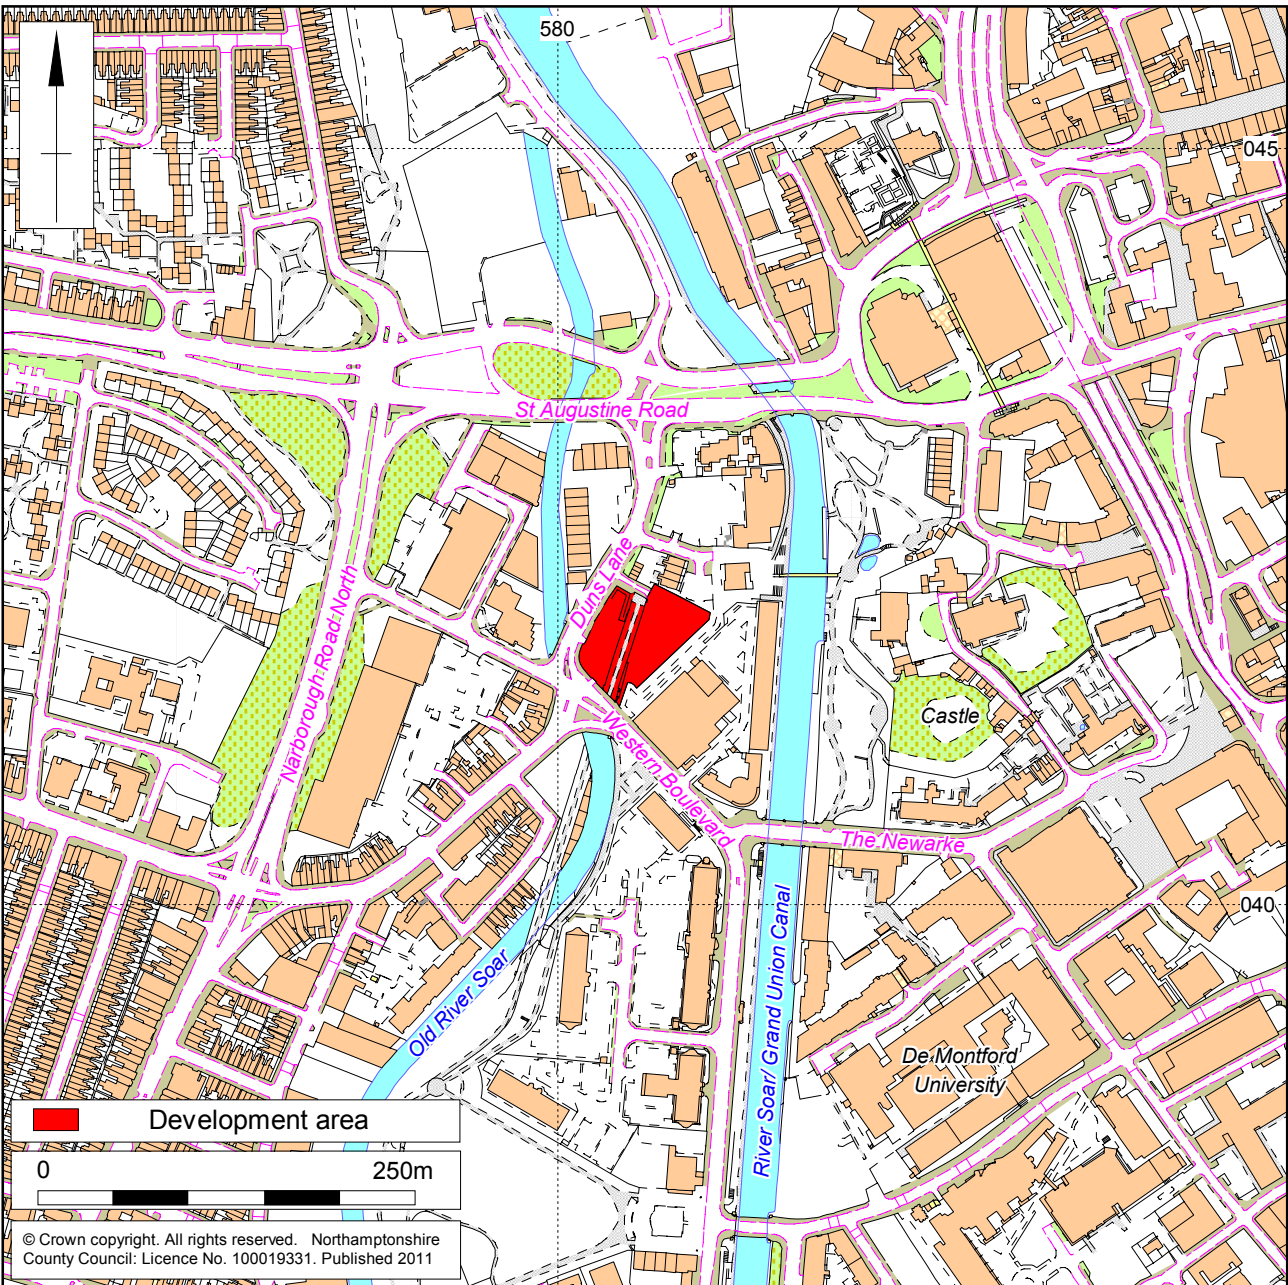 580
045
St Augustine Road
Duns Lane
Narborough Road North
Castle
Western Boulevard
The Newarke
040
Old River Soar
River Soar/ Grand Union Canal
De Montford
University
Development area
0 250m
© Crown copyright. All rights reserved. Northamptonshire
County Council: Licence No. 100019331. Published 2011